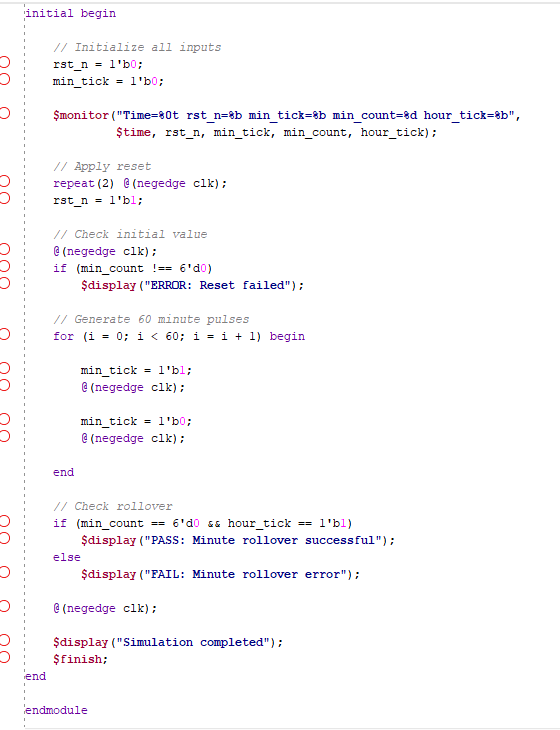 initial begin
// Initialize all inputs
rst_n = 1'b0;
min_tick = 1'b0;
$monitor("Time=%0t rst_n=%b min_tick=%b min_count=%d hour_tick=%b",
$time, rst_n, min_tick, min_count, hour_tick);
// Apply reset
repeat(2) @(negedge clk);
rst_n = 1'b1;
// Check initial value
@(negedge clk);
if (min_count !== 6'd0)
$display("ERROR: Reset failed");
// Generate 60 minute pulses
for (i = 0; i < 60; i = i + 1) begin
min_tick = 1'b1;
@(negedge clk);
min_tick = 1'b0;
@(negedge clk);
end
// Check rollover
if (min_count == 6'd0 && hour_tick == 1'b1)
$display("PASS: Minute rollover successful");
else
$display("FAIL: Minute rollover error");
@(negedge clk);
$display("Simulation completed");
$finish;
end
endmodule